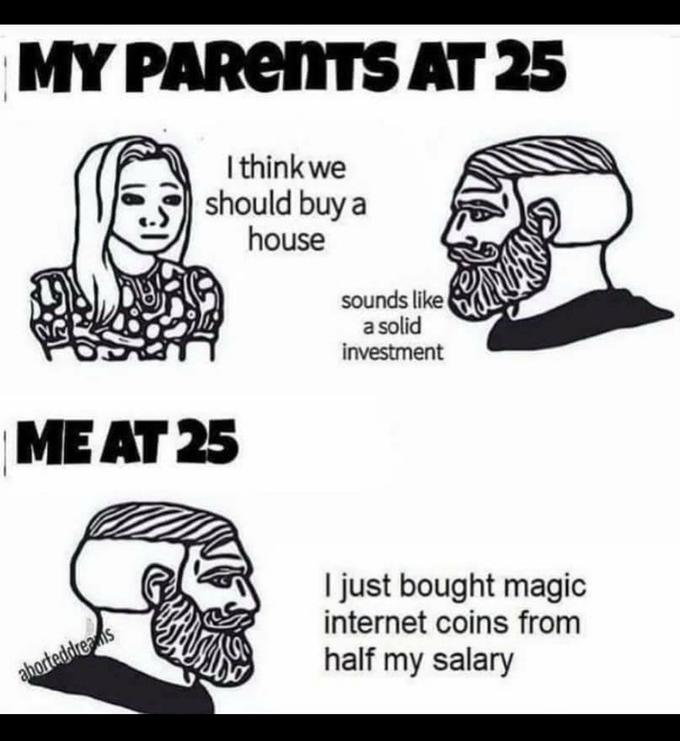 MY PARENTS AT 25
I think we
should buy a
house
sounds like
a solid
investment
ME AT 25
I just bought magic
internet coins from
half my salary
aborteddreams